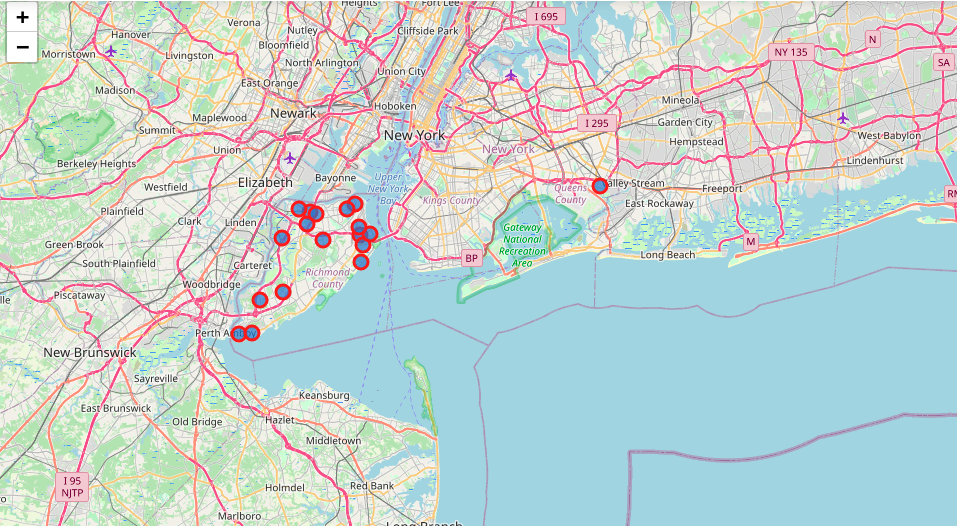 +
−
Heights
Fort Lee
I 695
Hanover
Verona
Nutley
Cliffside Park
N
Morristown
Livingston
Bloomfield
NY 135
SA
North Arlington
Union City
Madison
East Orange
Hoboken
Mineola
Maplewood
Newark
I 295
Garden City
Summit
New York
West Babylon
Union
New York
Hempstead
Berkeley Heights
Lindenhurst
Elizabeth
Bayonne
Upper
New York
Bay
Queens
County
alley Stream
Freeport
Westfield
Kings County
East Rockaway
Plainfield
Clark
Linden
Gateway
National
Recreation
Area
M
Green Brook
BP
Long Beach
South Plainfield
Carteret
Richmond
County
Woodbridge
Piscataway
lle
Perth Amboy
New Brunswick
Sayreville
Keansburg
East Brunswick
Old Bridge
Hazlet
Middletown
I 95
NJTP
Holmdel
Red Bank
Marlboro
Long Branch